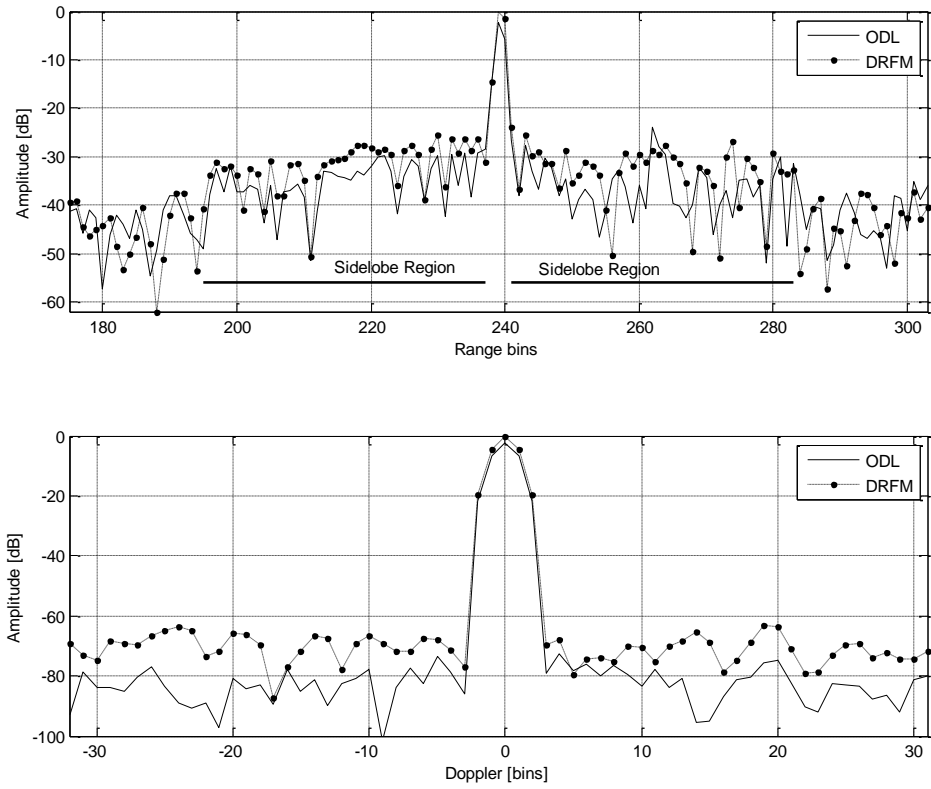 0
-10
-20
-30
-40
-50
-60
Amplitude [dB]
ODL
DRFM
Sidelobe Region
Sidelobe Region
180
200
220
240
260
280
300
Range bins
0
-20
-40
-60
-80
-100
Amplitude [dB]
ODL
DRFM
-30
-20
-10
0
10
20
30
Doppler [bins]